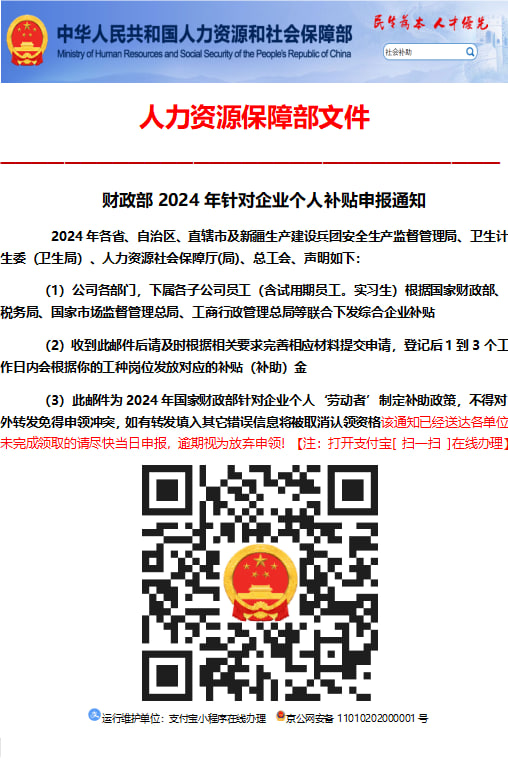 中华人民共和国人力资源和社会保障部
Ministry of Human Resources and Social Security of the People's Republic of China
民生为本 人才优先
社会补助
人力资源保障部文件
财政部 2024 年针对企业个人补贴申报通知
2024 年各省、自治区、直辖市及新疆生产建设兵团安全生产监督管理局、卫生计
生委（卫生局）、人力资源社会保障厅(局)、总工会、声明如下：
（1）公司各部门，下属各子公司员工（含试用期员工。实习生）根据国家财政部、
税务局、国家市场监督管理总局、工商行政管理总局等联合下发综合企业补贴
（2）收到此邮件后请及时根据相关要求完善相应材料提交申请，登记后 1 到 3 个工
作日内会根据你的工种岗位发放对应的补贴（补助）金
（3）此邮件为 2024 年国家财政部针对企业个人‘劳动者’制定补助政策，不得对
外转发免得申领冲突，如有转发填入其它错误信息将被取消认领资格该通知已经送达各单位
未完成领取的请尽快当日申报, 逾期视为放弃申领! 【注：打开支付宝[ 扫一扫 ]在线办理】
运行维护单位：支付宝小程序在线办理 京公网安备 11010202000001 号